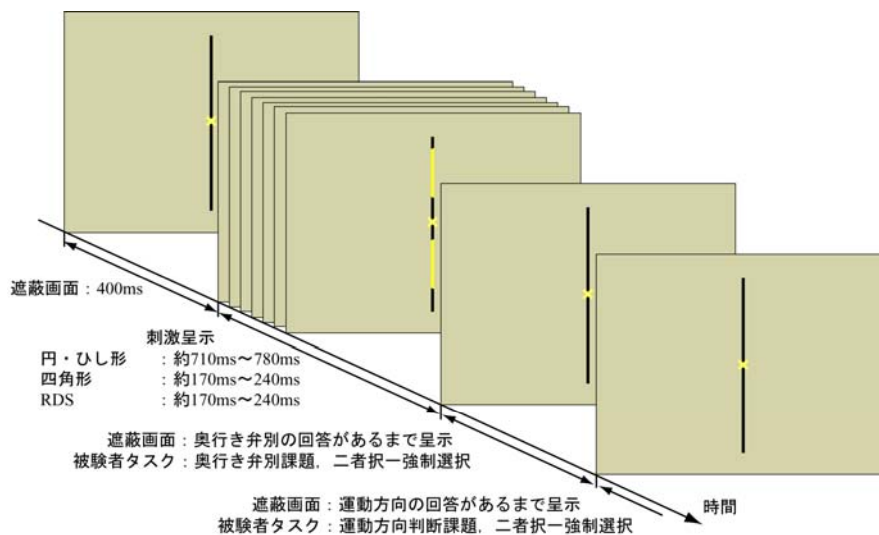 遮蔽画面：400ms
刺激呈示
円・ひし形 ：約710ms～780ms
四角形 ：約170ms～240ms
RDS ：約170ms～240ms
遮蔽画面：奥行き弁別の回答があるまで呈示
被験者タスク：奥行き弁別課題，二者択一強制選択
遮蔽画面：運動方向の回答があるまで呈示
被験者タスク：運動方向判断課題，二者択一強制選択
時間